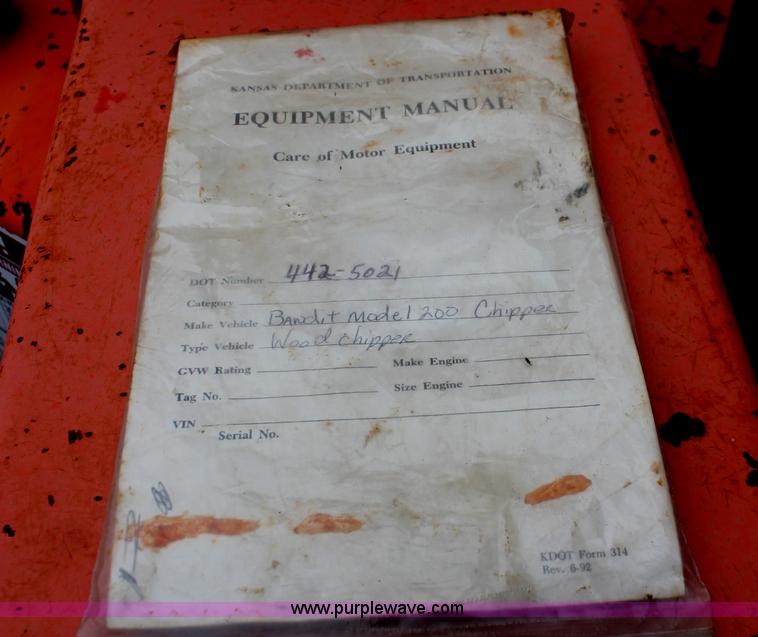 KANSAS DEPARTMENT OF TRANSPORTATION
EQUIPMENT MANUAL
Care of Motor Equipment
DOT Number 442-5021
Category
Make Vehicle Bandit Model 200 Chipper
Type Vehicle Wood chipper
GVW Rating Make Engine
Tag No. Size Engine
VIN
Serial No.
KDOT Form 314
Rev. 6-92
www.purplewave.com